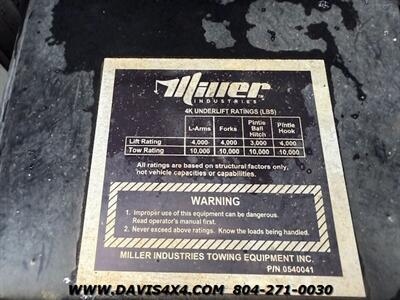 Miller
INDUSTRIES
4K UNDERLIFT RATINGS (LBS)
L-Arms Forks Pintle Ball Hitch Pintle Hook
Lift Rating 4,000 4,000 3,000 4,000
Tow Rating 10,000 10,000 10,000 10,000
All ratings are based on structural factors only,
not vehicle capacities or capabilities.
WARNING
1. Improper use of this equipment can be dangerous.
Read operator's manual first.
2. Never exceed above ratings. Know the loads being handled.
MILLER INDUSTRIES TOWING EQUIPMENT INC.
P/N 0540041
WWW.DAVIS4X4.COM 804-271-0030